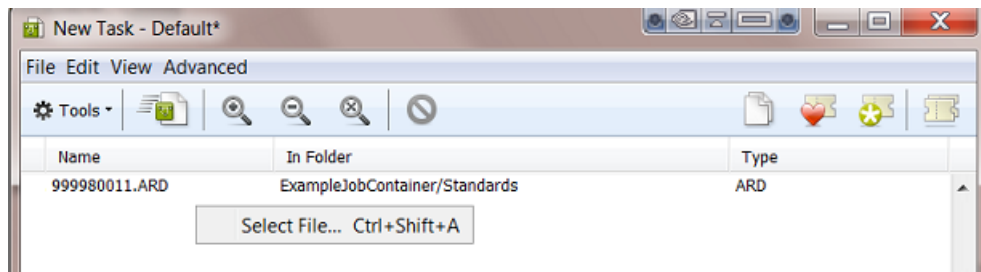 New Task - Default*
File Edit View Advanced
Tools
Name In Folder Type
999980011.ARD ExampleJobContainer/Standards ARD
Select File... Ctrl+Shift+A